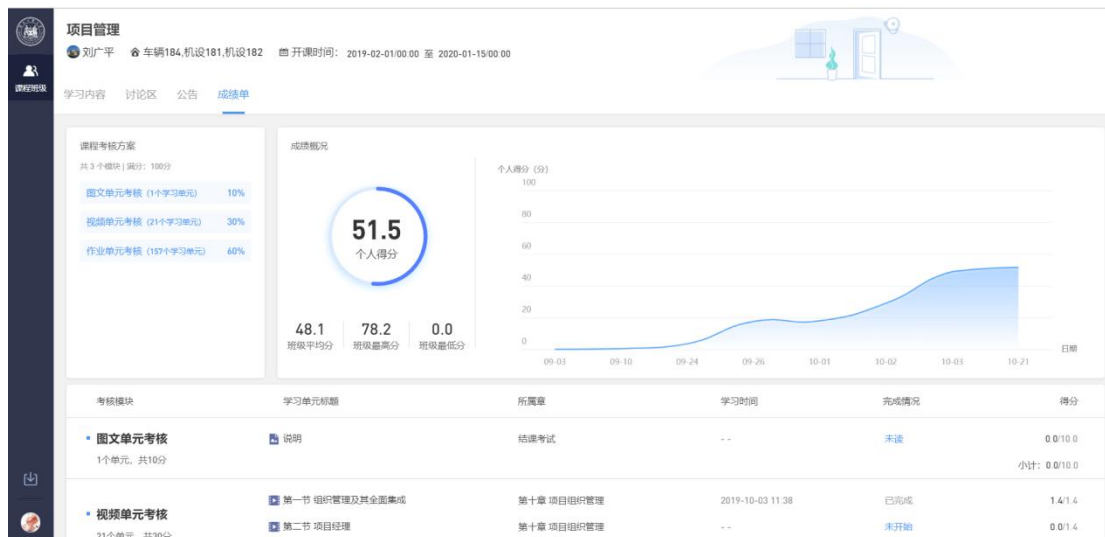 项目管理
刘广平 车辆184,机设181,机设182 开课时间： 2019-02-01/00:00 至 2020-01-15/00:00
课程班级
学习内容 讨论区 公告 成绩单
课程考核方案
共 3 个模块 | 满分：100分
图文单元考核 (1个学习单元) 10%
视频单元考核 (21个学习单元) 30%
作业单元考核 (157个学习单元) 60%
成绩概况
51.5
个人得分
48.1 78.2 0.0
班级平均分 班级最高分 班级最低分
个人得分（分）
100
80
60
40
20
0
09-03 09-10 09-24 09-26 10-01 10-02 10-03 10-21
日期
考核模块 学习单元标题 所属章 学习时间 完成情况 得分
图文单元考核 说明 结课考试 - - 未读 0.0/10.0
1个单元，共10分
小计：0.0/10.0
视频单元考核 第一节 组织管理及其全面集成 第十章 项目组织管理 2019-10-03 11:38 已完成 1.4/1.4
第二节 项目经理 第十章 项目组织管理 - - 未开始 0.0/1.4